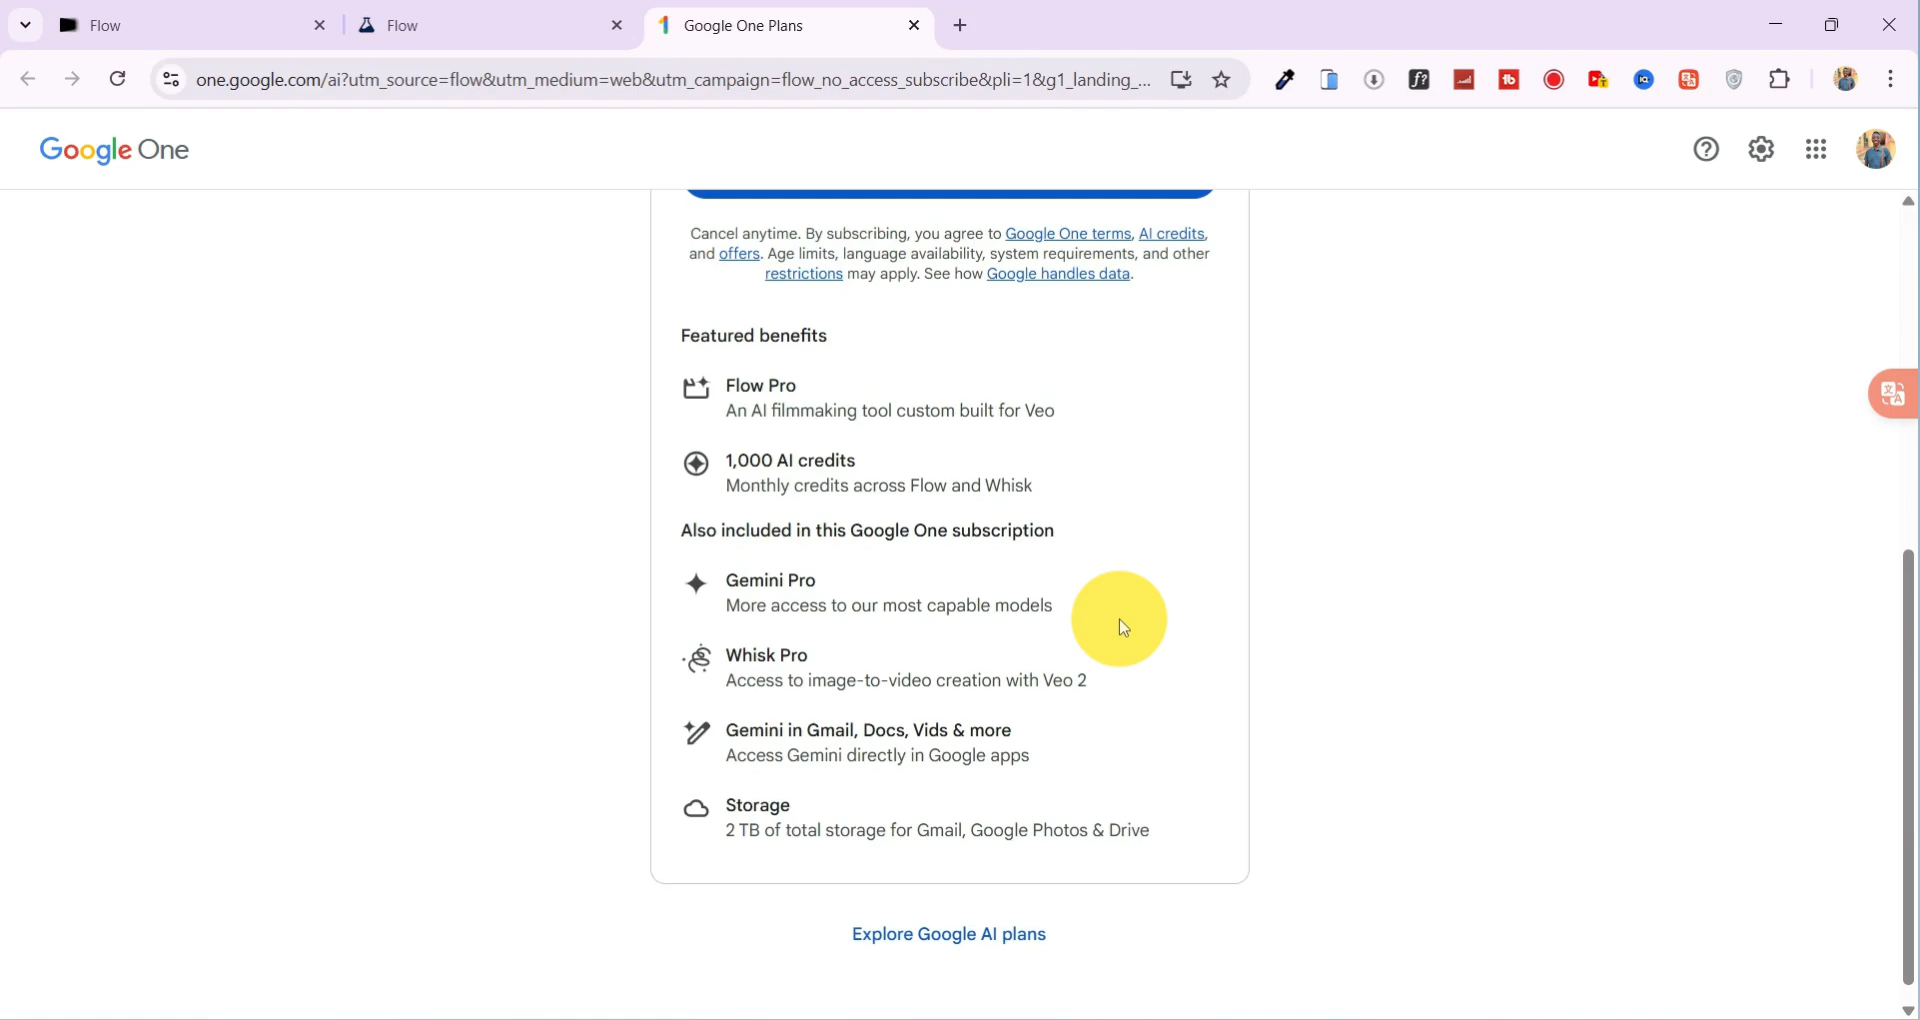 Flow
Flow
Google One Plans
one.google.com/ai?utm_source=flow&utm_medium=web&utm_campaign=flow_no_access_subscribe&pli=1&g1_landing_...
Google One
Cancel anytime. By subscribing, you agree to Google One terms, AI credits,
and offers. Age limits, language availability, system requirements, and other
restrictions may apply. See how Google handles data.
Featured benefits
Flow Pro
An AI filmmaking tool custom built for Veo
1,000 AI credits
Monthly credits across Flow and Whisk
Also included in this Google One subscription
Gemini Pro
More access to our most capable models
Whisk Pro
Access to image-to-video creation with Veo 2
Gemini in Gmail, Docs, Vids & more
Access Gemini directly in Google apps
Storage
2 TB of total storage for Gmail, Google Photos & Drive
Explore Google AI plans